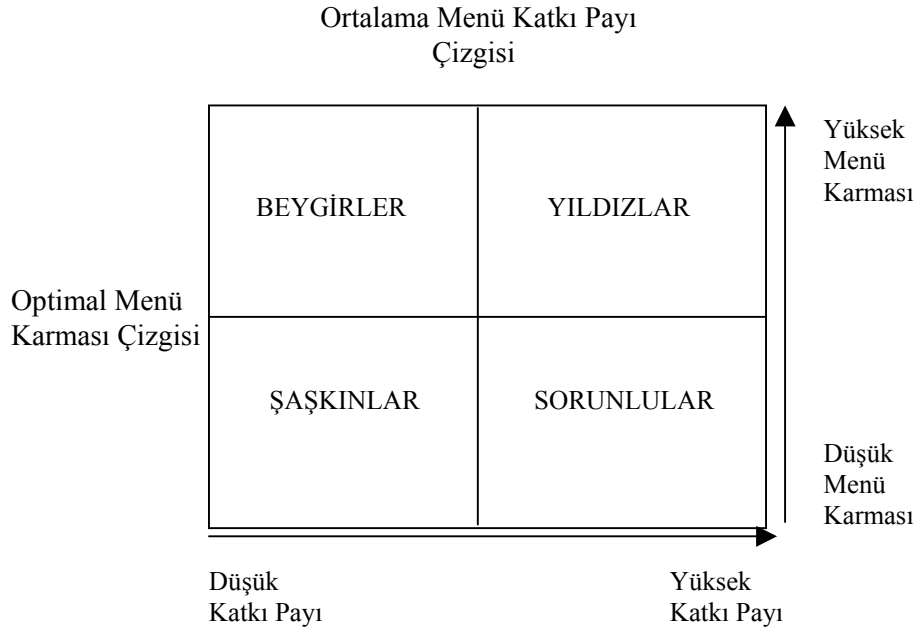 Ortalama Menü Katkı Payı
Çizgisi
Yüksek
Menü
Karması
BEYGİRLER
YILDIZLAR
Optimal Menü
Karması Çizgisi
ŞAŞKINLAR
SORUNLULAR
Düşük
Menü
Karması
Düşük
Katkı Payı
Yüksek
Katkı Payı